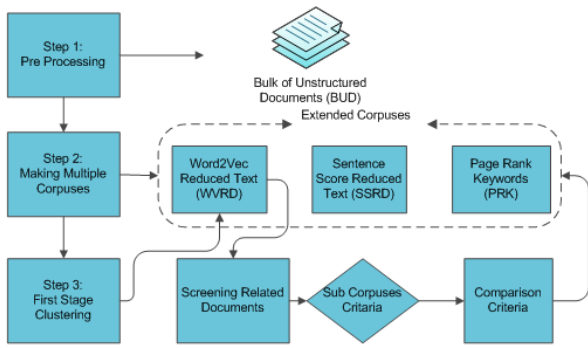 Step 1:
Pre Processing
Bulk of Unstructured
Documents (BUD)
Extended Corpuses
Step 2:
Making Multiple
Corpuses
Word2Vec
Reduced Text
(WVRD)
Sentence
Score Reduced
Text (SSRD)
Page Rank
Keywords
(PRK)
Step 3:
First Stage
Clustering
Screening Related
Documents
Sub Corpuses
Critaria
Comparison
Criteria